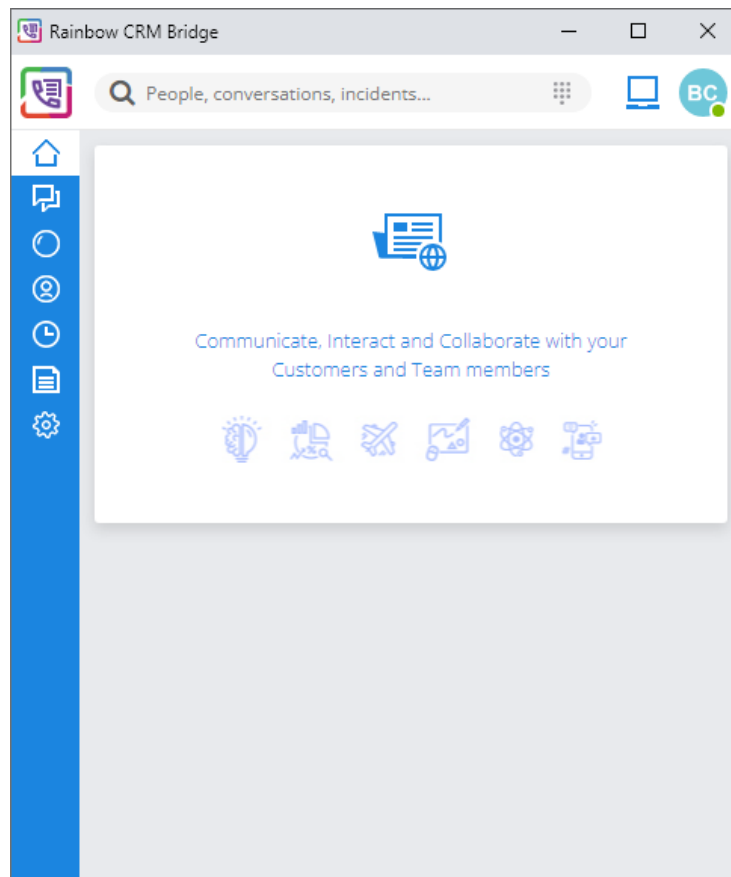 Rainbow CRM Bridge
People, conversations, incidents...
BC
Communicate, Interact and Collaborate with your
Customers and Team members